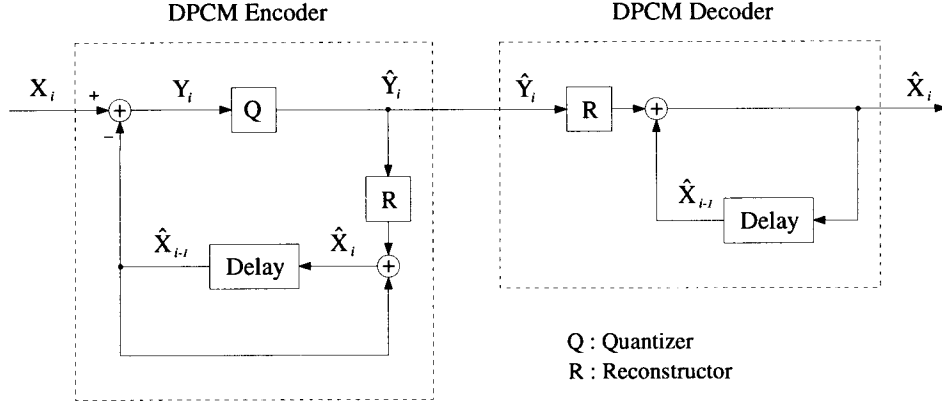 DPCM Encoder
DPCM Decoder
X_i
+
+
−
Y_i
Q
Ŷ_i
Ŷ_i
R
+
X̂_i
R
X̂_{i-1}
Delay
X̂_i
+
X̂_{i-1}
Delay
Q : Quantizer
R : Reconstructor